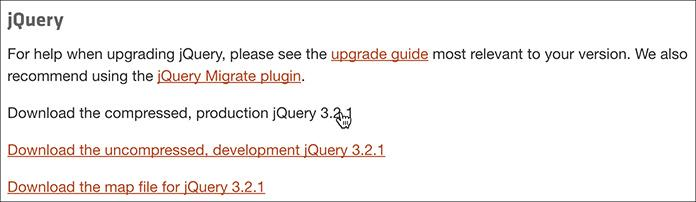 jQuery
For help when upgrading jQuery, please see the upgrade guide most relevant to your version. We also
recommend using the jQuery Migrate plugin.
Download the compressed, production jQuery 3.2.1
Download the uncompressed, development jQuery 3.2.1
Download the map file for jQuery 3.2.1